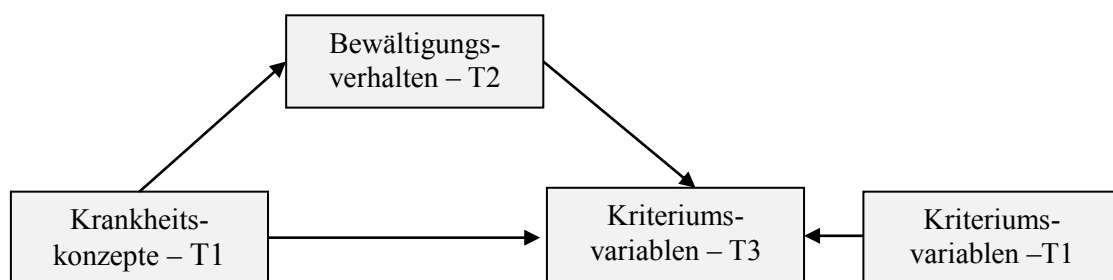 Bewältigungs-
verhalten – T2
Krankheits-
konzepte – T1
Kriteriums-
variablen – T3
Kriteriums-
variablen –T1